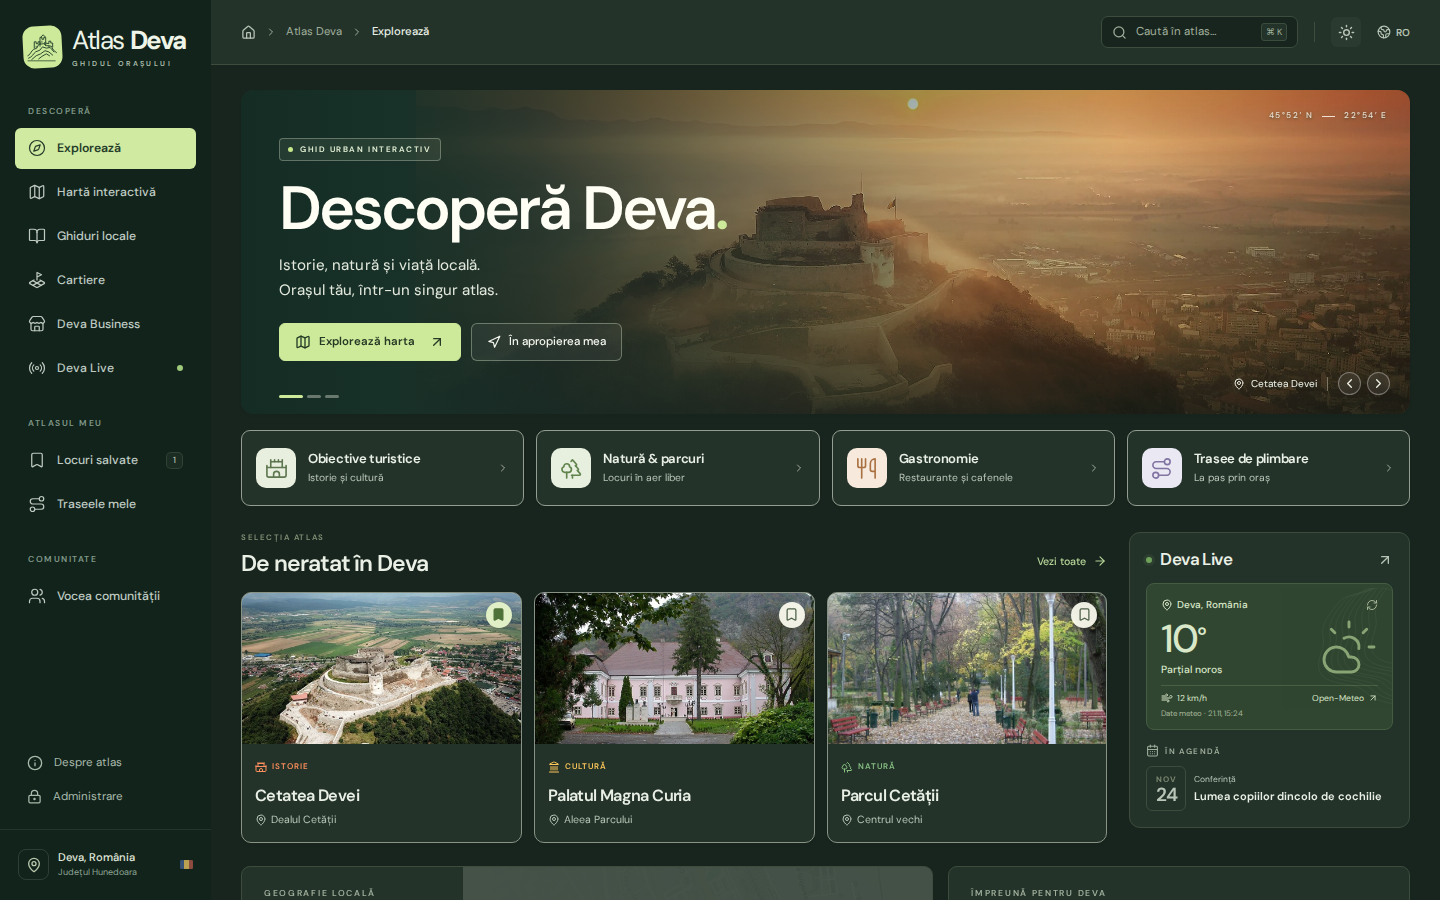 Atlas Deva
GHIDUL ORAȘULUI
DESCOPERĂ
Explorează
Hartă interactivă
Ghiduri locale
Cartiere
Deva Business
Deva Live
ATLASUL MEU
Locuri salvate
1
Traseele mele
COMUNITATE
Vocea comunității
Despre atlas
Administrare
Deva, România
Județul Hunedoara
Atlas Deva
Explorează
Caută în atlas…
⌘ K
RO
45°52′ N — 22°54′ E
GHID URBAN INTERACTIV
Descoperă Deva.
Istorie, natură și viață locală.
Orașul tău, într-un singur atlas.
Explorează harta
În apropierea mea
Cetatea Devei
Obiective turistice
Istorie și cultură
Natură & parcuri
Locuri în aer liber
Gastronomie
Restaurante și cafenele
Trasee de plimbare
La pas prin oraș
SELECȚIA ATLAS
De neratat în Deva
Vezi toate
ISTORIE
Cetatea Devei
Dealul Cetății
CULTURĂ
Palatul Magna Curia
Aleea Parcului
NATURĂ
Parcul Cetății
Centrul vechi
Deva Live
Deva, România
10°
Parțial noros
12 km/h
Open-Meteo
Date meteo · 21.11, 15:24
ÎN AGENDĂ
NOV
24
Conferință
Lumea copiilor dincolo de cochilie
GEOGRAFIE LOCALĂ
ÎMPREUNĂ PENTRU DEVA